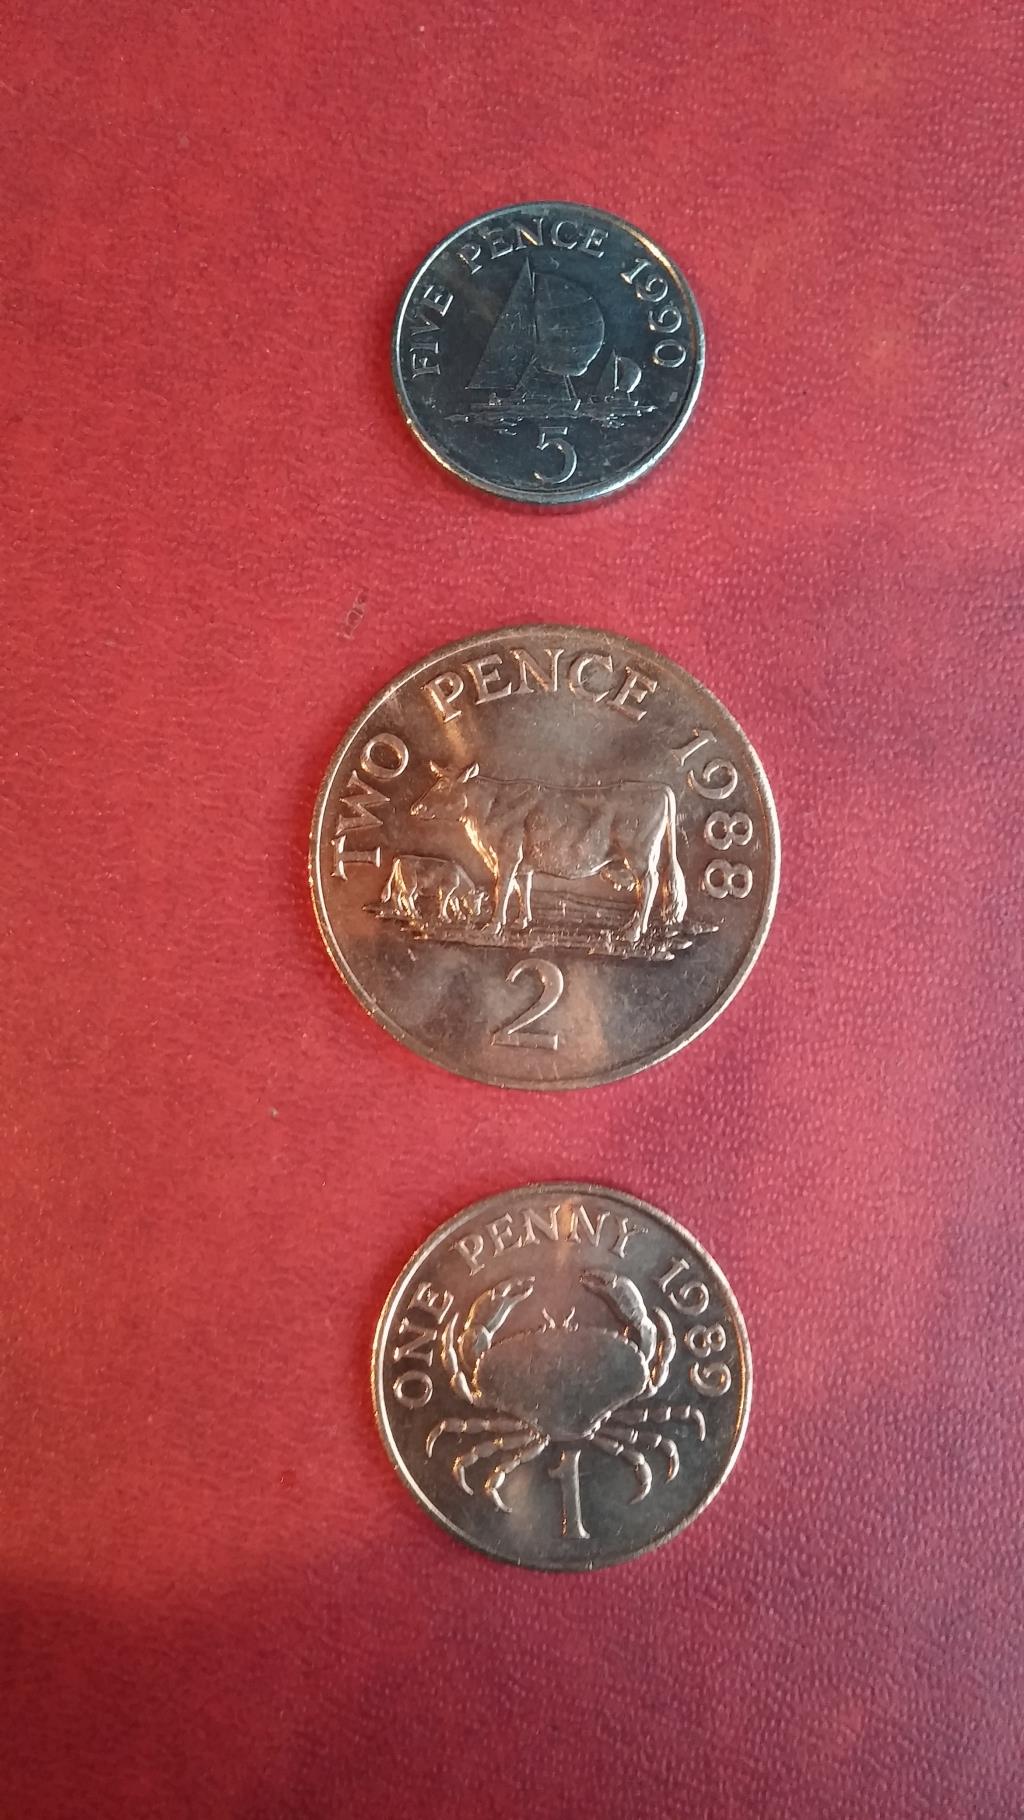 FIVE PENCE 1990
5
TWO PENCE 1988
2
ONE PENNY 1989
1